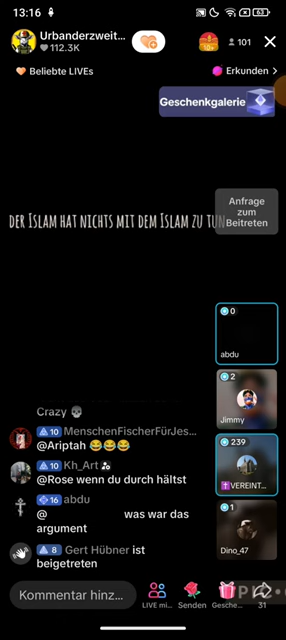 13:16
63
Urbanderzweit...
112.3K
10+
101
Beliebte LIVEs
Erkunden >
Geschenkgalerie
Anfrage
zum
Beitreten
DER ISLAM HAT NICHTS MIT DEM ISLAM ZU TUN
0
abdu
Crazy 💀
2
Jimmy
10 MenschenFischerFürJes...
@Ariptah 😂😂😂
10 Kh_Art
@Rose wenn du durch hältst
239
✝️VEREINT...
16 abdu
@ was war das
argument
1
Dino_47
8 Gert Hübner ist
beigetreten
Kommentar hinz...
LIVE mi...
Senden
Gesche...
31